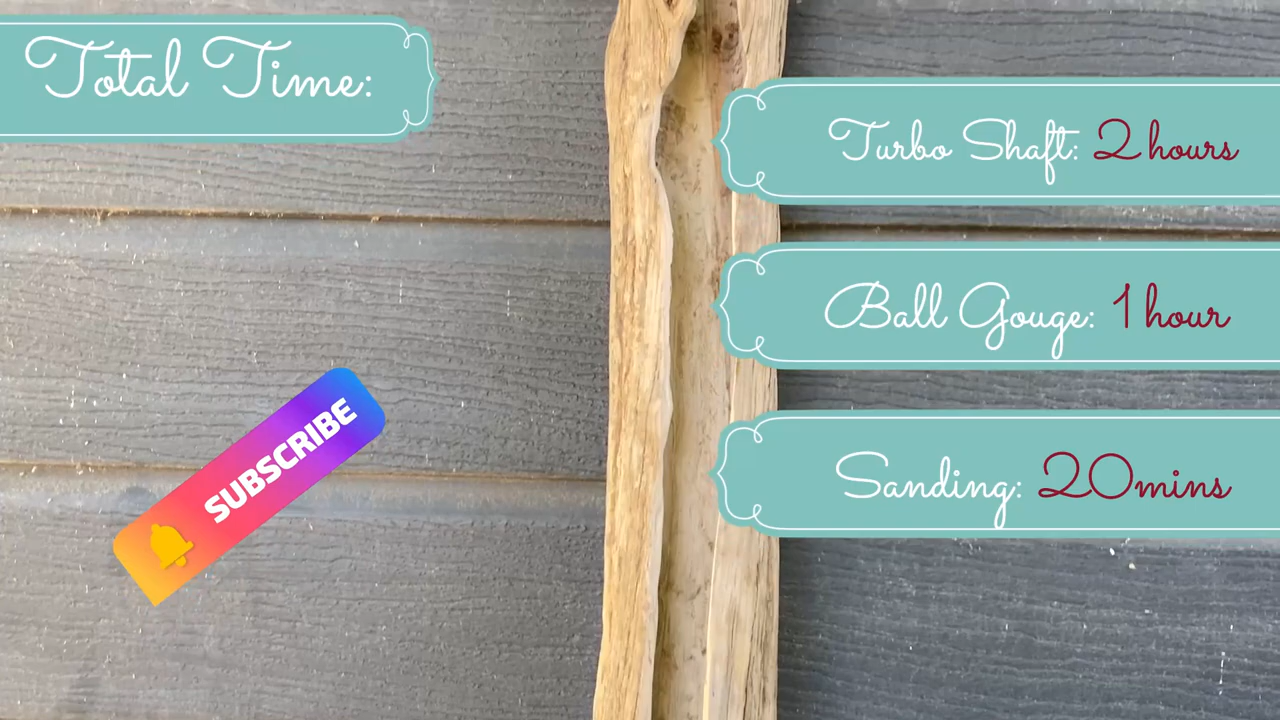 Total Time:
Turbo Shaft: 2 hours
Ball Gouge: 1 hour
Sanding: 20mins
SUBSCRIBE